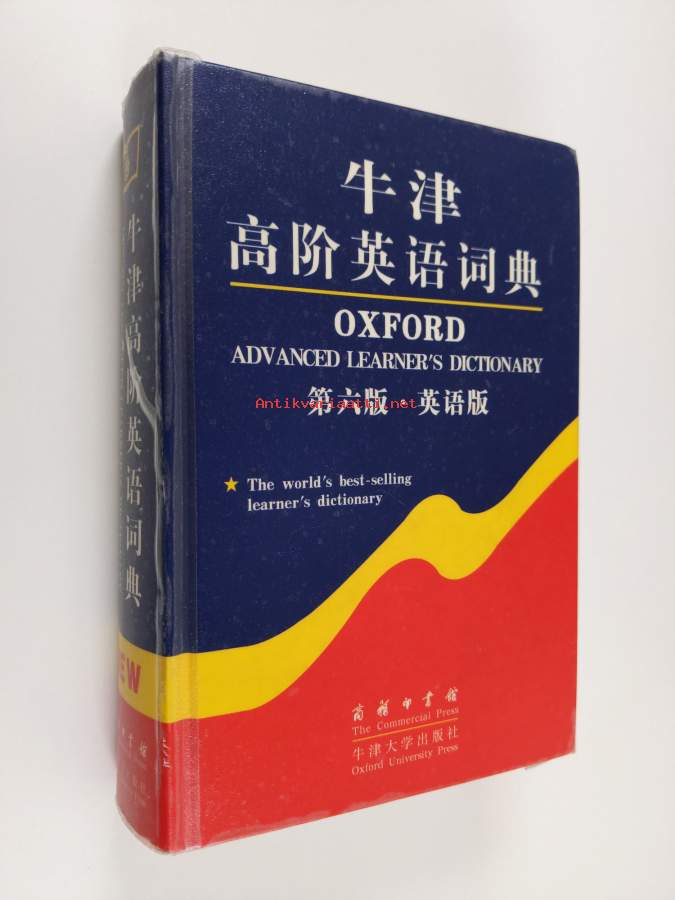 牛津
高阶英语词典
OXFORD
ADVANCED LEARNER'S DICTIONARY
第六版·英语版
Antikvariaatti.net
★ The world's best-selling
learner's dictionary
商务印书馆
The Commercial Press
牛津大学出版社
Oxford University Press
牛津高阶英语词典
EW